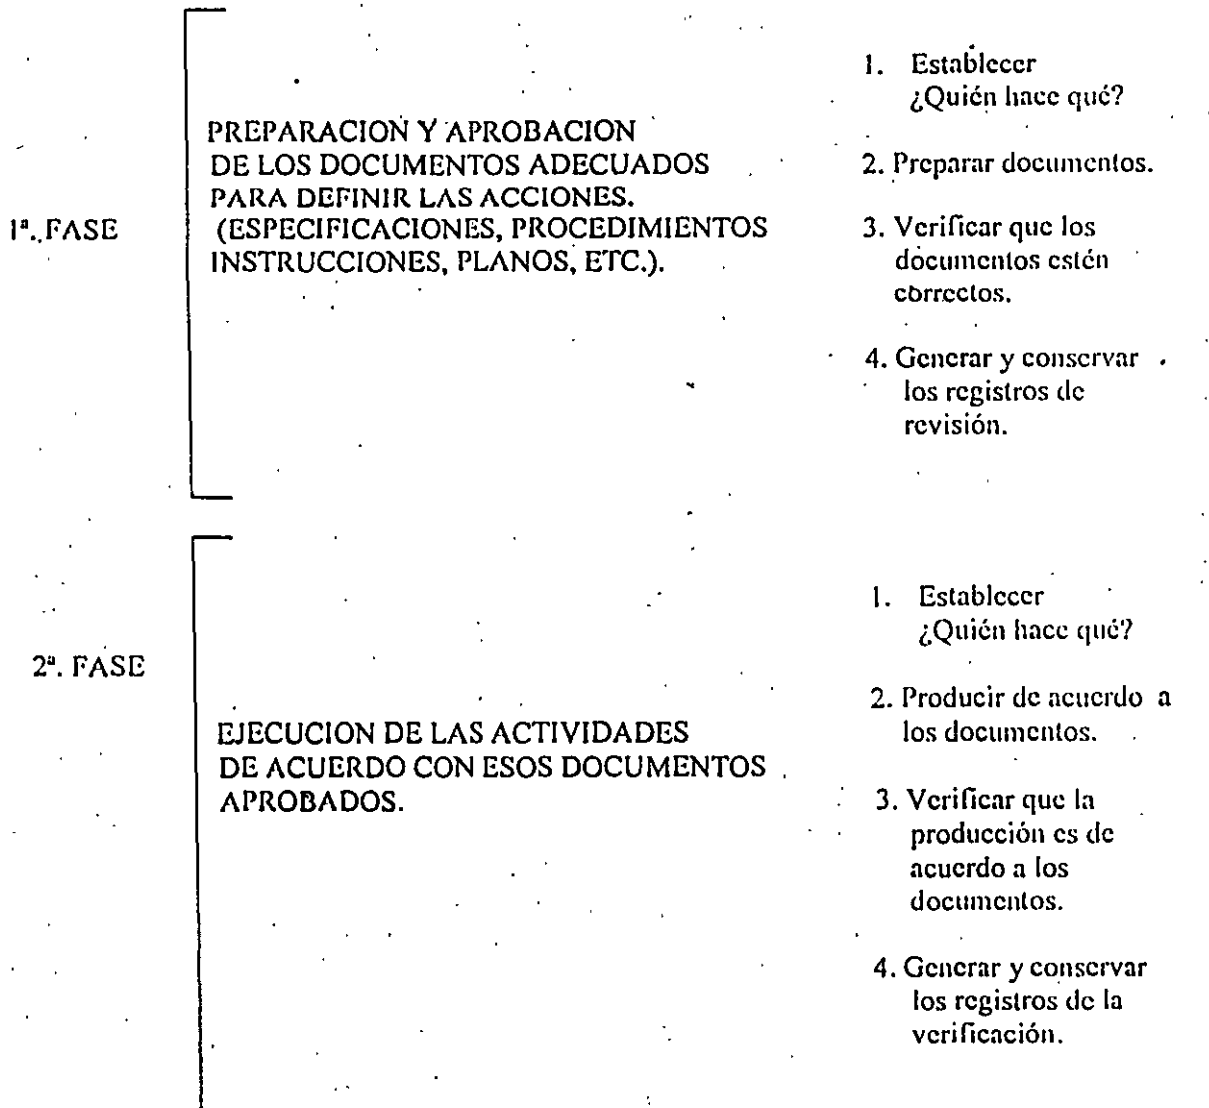 1ª. FASE
PREPARACION Y APROBACION
DE LOS DOCUMENTOS ADECUADOS
PARA DEFINIR LAS ACCIONES.
(ESPECIFICACIONES, PROCEDIMIENTOS
INSTRUCCIONES, PLANOS, ETC.).
1. Establecer
¿Quién hace qué?
2. Preparar documentos.
3. Verificar que los
documentos estén
correctos.
4. Generar y conservar
los registros de
revisión.
2ª. FASE
EJECUCION DE LAS ACTIVIDADES
DE ACUERDO CON ESOS DOCUMENTOS
APROBADOS.
1. Establecer
¿Quién hace qué?
2. Producir de acuerdo a
los documentos.
3. Verificar que la
producción es de
acuerdo a los
documentos.
4. Generar y conservar
los registros de la
verificación.